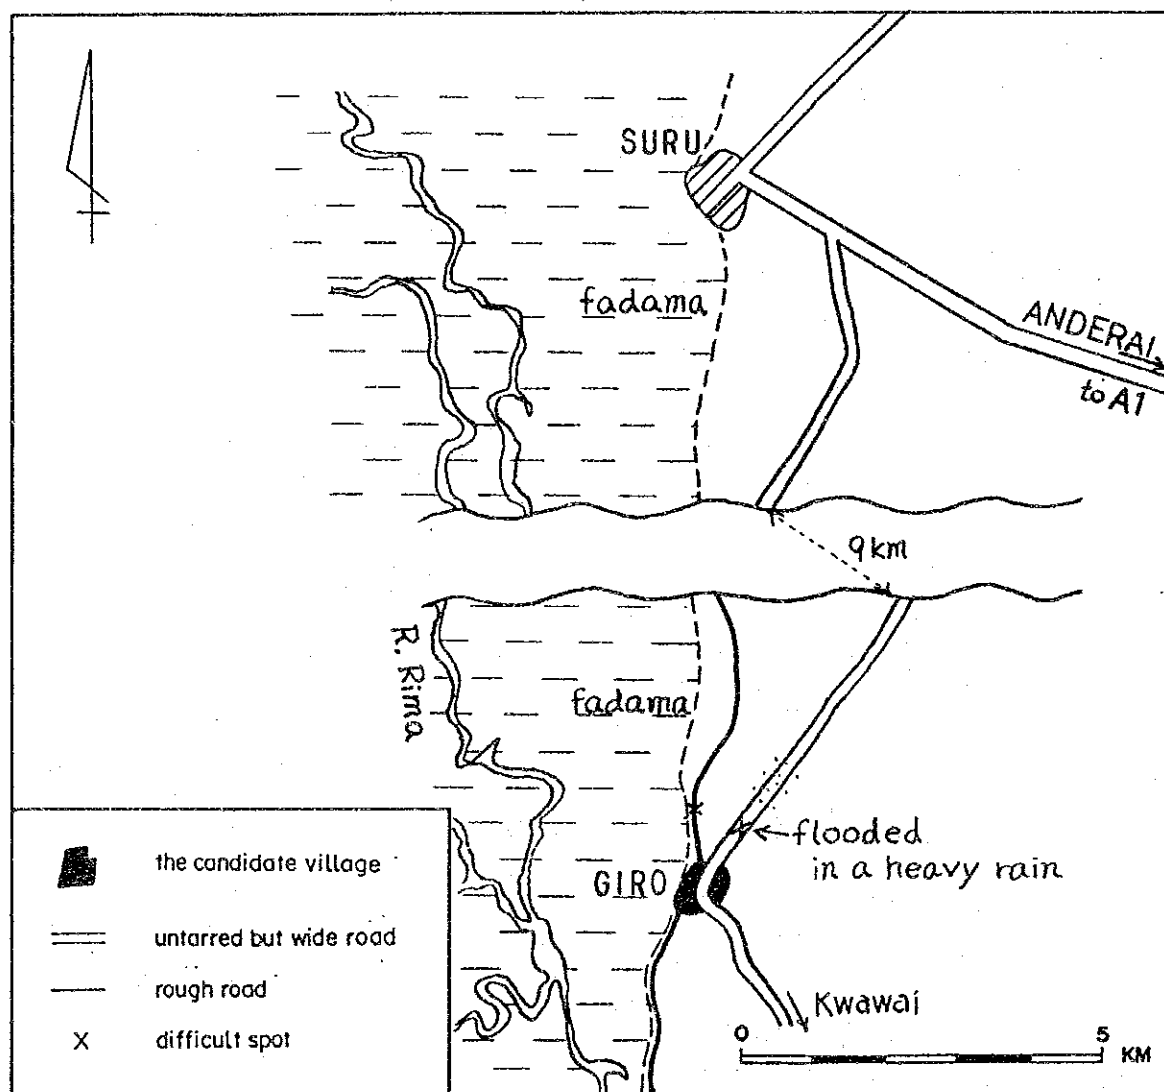 SURU
fadama
ANDERAI
to A1
9km
R. Rima
fadama
flooded
in a heavy rain
GIRO
Kwawai
the candidate village
untarred but wide road
rough road
X difficult spot
0 5
KM